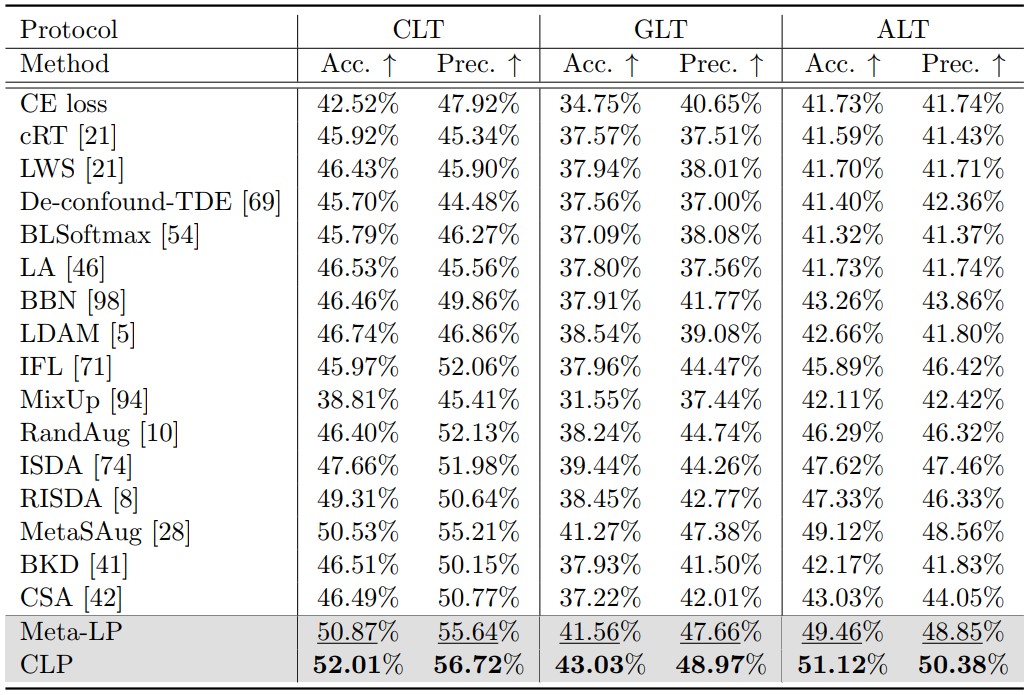 Protocol CLT GLT ALT
Method Acc. ↑ Prec. ↑ Acc. ↑ Prec. ↑ Acc. ↑ Prec. ↑
CE loss 42.52% 47.92% 34.75% 40.65% 41.73% 41.74%
cRT [21] 45.92% 45.34% 37.57% 37.51% 41.59% 41.43%
LWS [21] 46.43% 45.90% 37.94% 38.01% 41.70% 41.71%
De-confound-TDE [69] 45.70% 44.48% 37.56% 37.00% 41.40% 42.36%
BLSoftmax [54] 45.79% 46.27% 37.09% 38.08% 41.32% 41.37%
LA [46] 46.53% 45.56% 37.80% 37.56% 41.73% 41.74%
BBN [98] 46.46% 49.86% 37.91% 41.77% 43.26% 43.86%
LDAM [5] 46.74% 46.86% 38.54% 39.08% 42.66% 41.80%
IFL [71] 45.97% 52.06% 37.96% 44.47% 45.89% 46.42%
MixUp [94] 38.81% 45.41% 31.55% 37.44% 42.11% 42.42%
RandAug [10] 46.40% 52.13% 38.24% 44.74% 46.29% 46.32%
ISDA [74] 47.66% 51.98% 39.44% 44.26% 47.62% 47.46%
RISDA [8] 49.31% 50.64% 38.45% 42.77% 47.33% 46.33%
MetaSAug [28] 50.53% 55.21% 41.27% 47.38% 49.12% 48.56%
BKD [41] 46.51% 50.15% 37.93% 41.50% 42.17% 41.83%
CSA [42] 46.49% 50.77% 37.22% 42.01% 43.03% 44.05%
Meta-LP 50.87% 55.64% 41.56% 47.66% 49.46% 48.85%
CLP 52.01% 56.72% 43.03% 48.97% 51.12% 50.38%